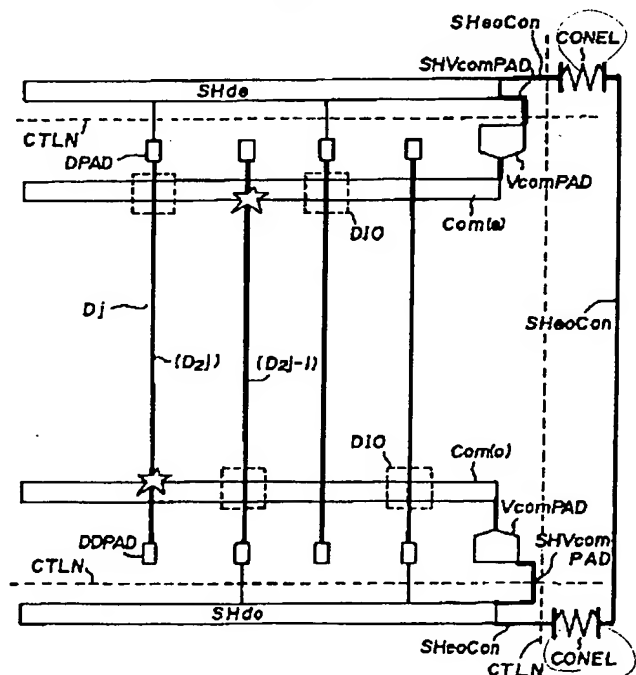 SHeoCon
CONEL
SHVcomPAD
SHde
CTLN
DPAD
VcomPAD
DIO
Com(e)
Dj
SHeoCon
(D2j)
(D2j-1)
DIO
Com(o)
VcomPAD
DDPAD
SHVcom
PAD
CTLN
SHdo
SHeoCon
CONEL
CTLN